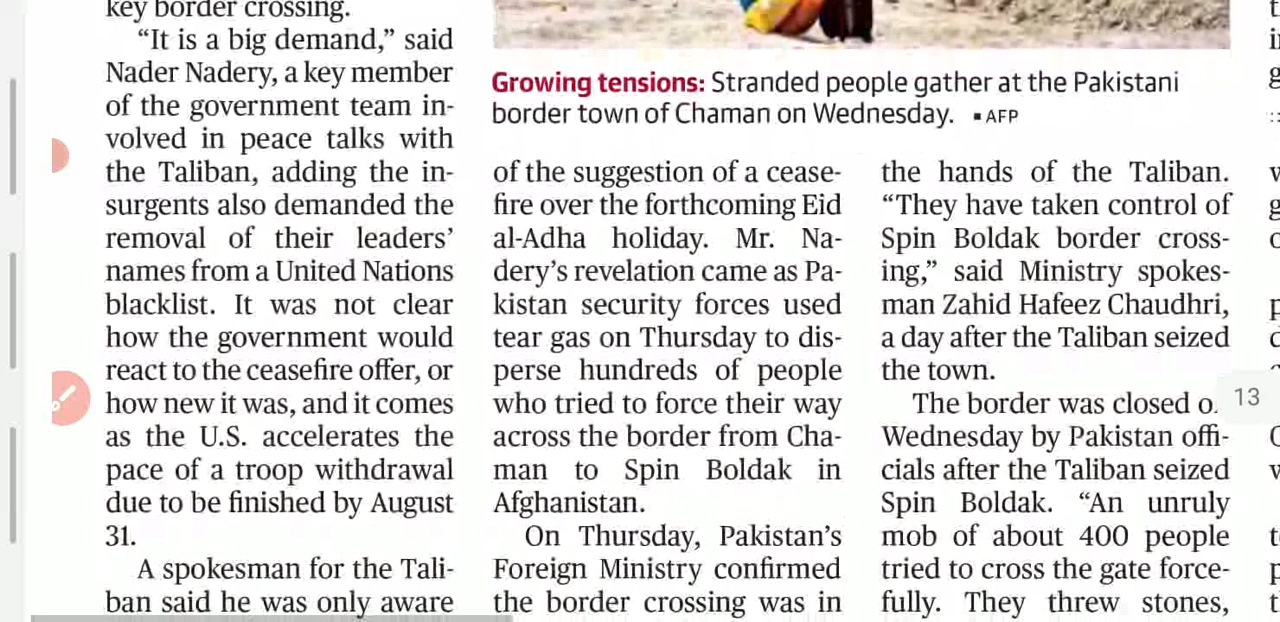 key border crossing.
“It is a big demand,” said
Nader Nadery, a key member
of the government team in-
volved in peace talks with
the Taliban, adding the in-
surgents also demanded the
removal of their leaders’
names from a United Nations
blacklist. It was not clear
how the government would
react to the ceasefire offer, or
how new it was, and it comes
as the U.S. accelerates the
pace of a troop withdrawal
due to be finished by August
31.
A spokesman for the Tali-
ban said he was only aware
Growing tensions: Stranded people gather at the Pakistani
border town of Chaman on Wednesday. ▪ AFP
of the suggestion of a cease-
fire over the forthcoming Eid
al-Adha holiday. Mr. Na-
dery’s revelation came as Pa-
kistan security forces used
tear gas on Thursday to dis-
perse hundreds of people
who tried to force their way
across the border from Cha-
man to Spin Boldak in
Afghanistan.
On Thursday, Pakistan’s
Foreign Ministry confirmed
the border crossing was in
the hands of the Taliban.
“They have taken control of
Spin Boldak border cross-
ing,” said Ministry spokes-
man Zahid Hafeez Chaudhri,
a day after the Taliban seized
the town.
The border was closed
Wednesday by Pakistan offi-
cials after the Taliban seized
Spin Boldak. “An unruly
mob of about 400 people
tried to cross the gate force-
fully. They threw stones,
13